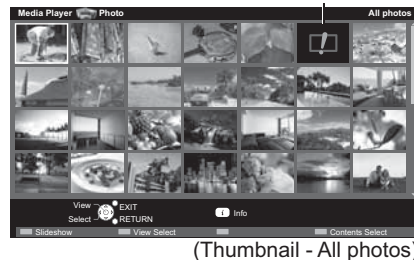 Media Player Photo All photos
View EXIT
Select RETURN
i Info
Slideshow View Select Contents Select
(Thumbnail - All photos)